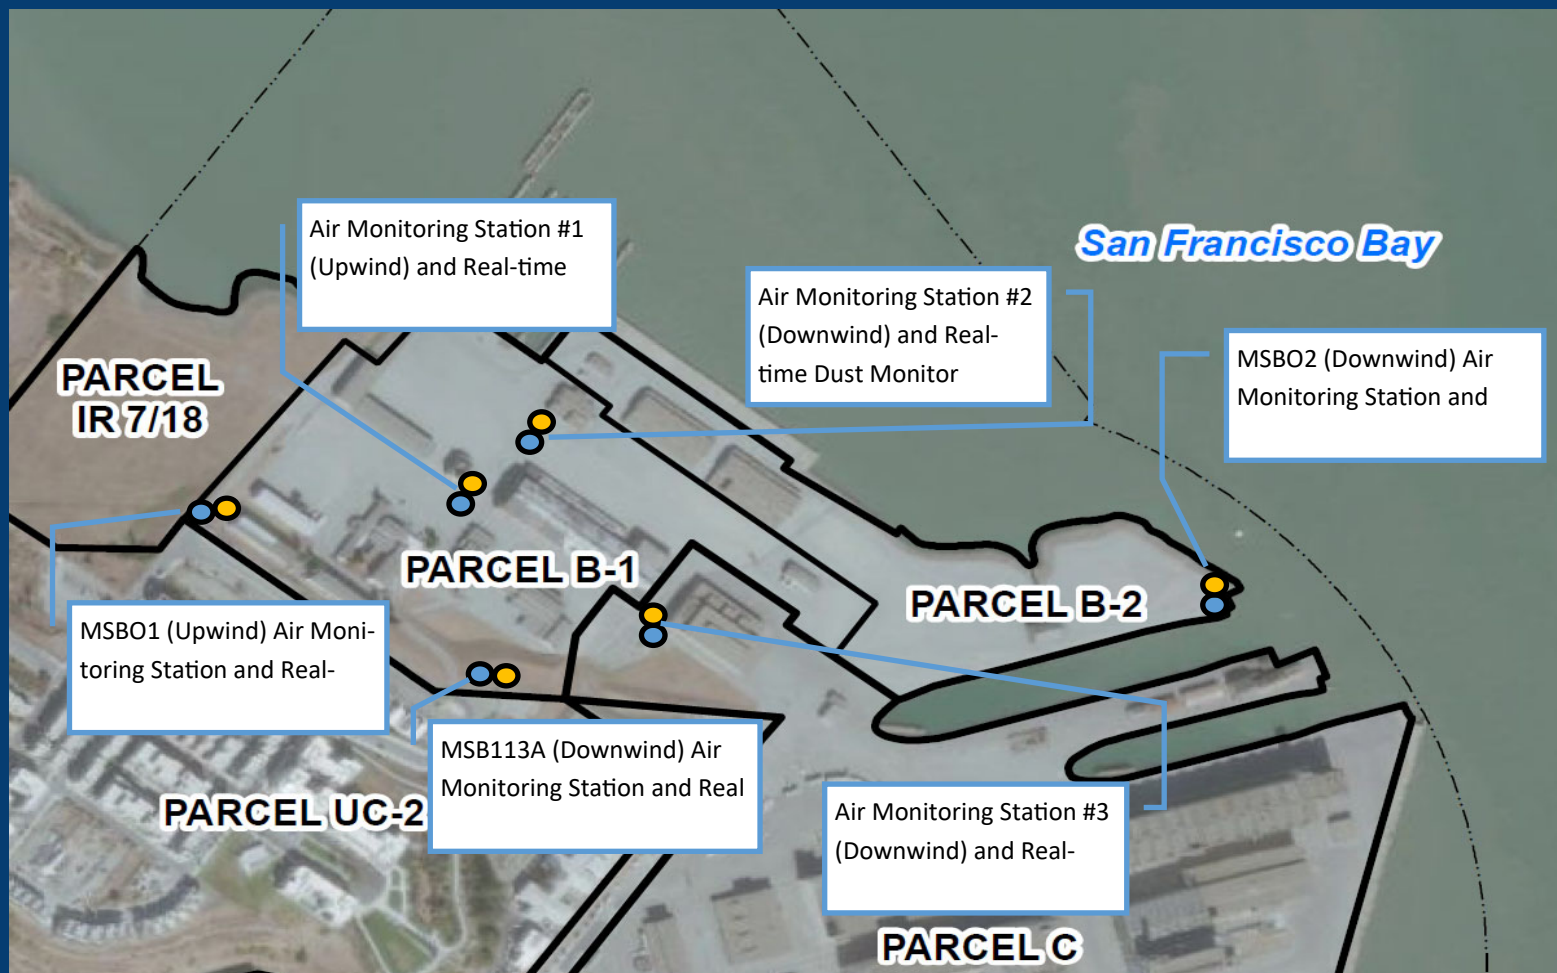 Air Monitoring Station #1
(Upwind) and Real-time
San Francisco Bay
Air Monitoring Station #2
(Downwind) and Real-
time Dust Monitor
MSBO2 (Downwind) Air
Monitoring Station and
PARCEL
IR 7/18
PARCEL B-1
PARCEL B-2
MSBO1 (Upwind) Air Moni-
toring Station and Real-
MSB113A (Downwind) Air
Monitoring Station and Real
PARCEL UC-2
Air Monitoring Station #3
(Downwind) and Real-
PARCEL C